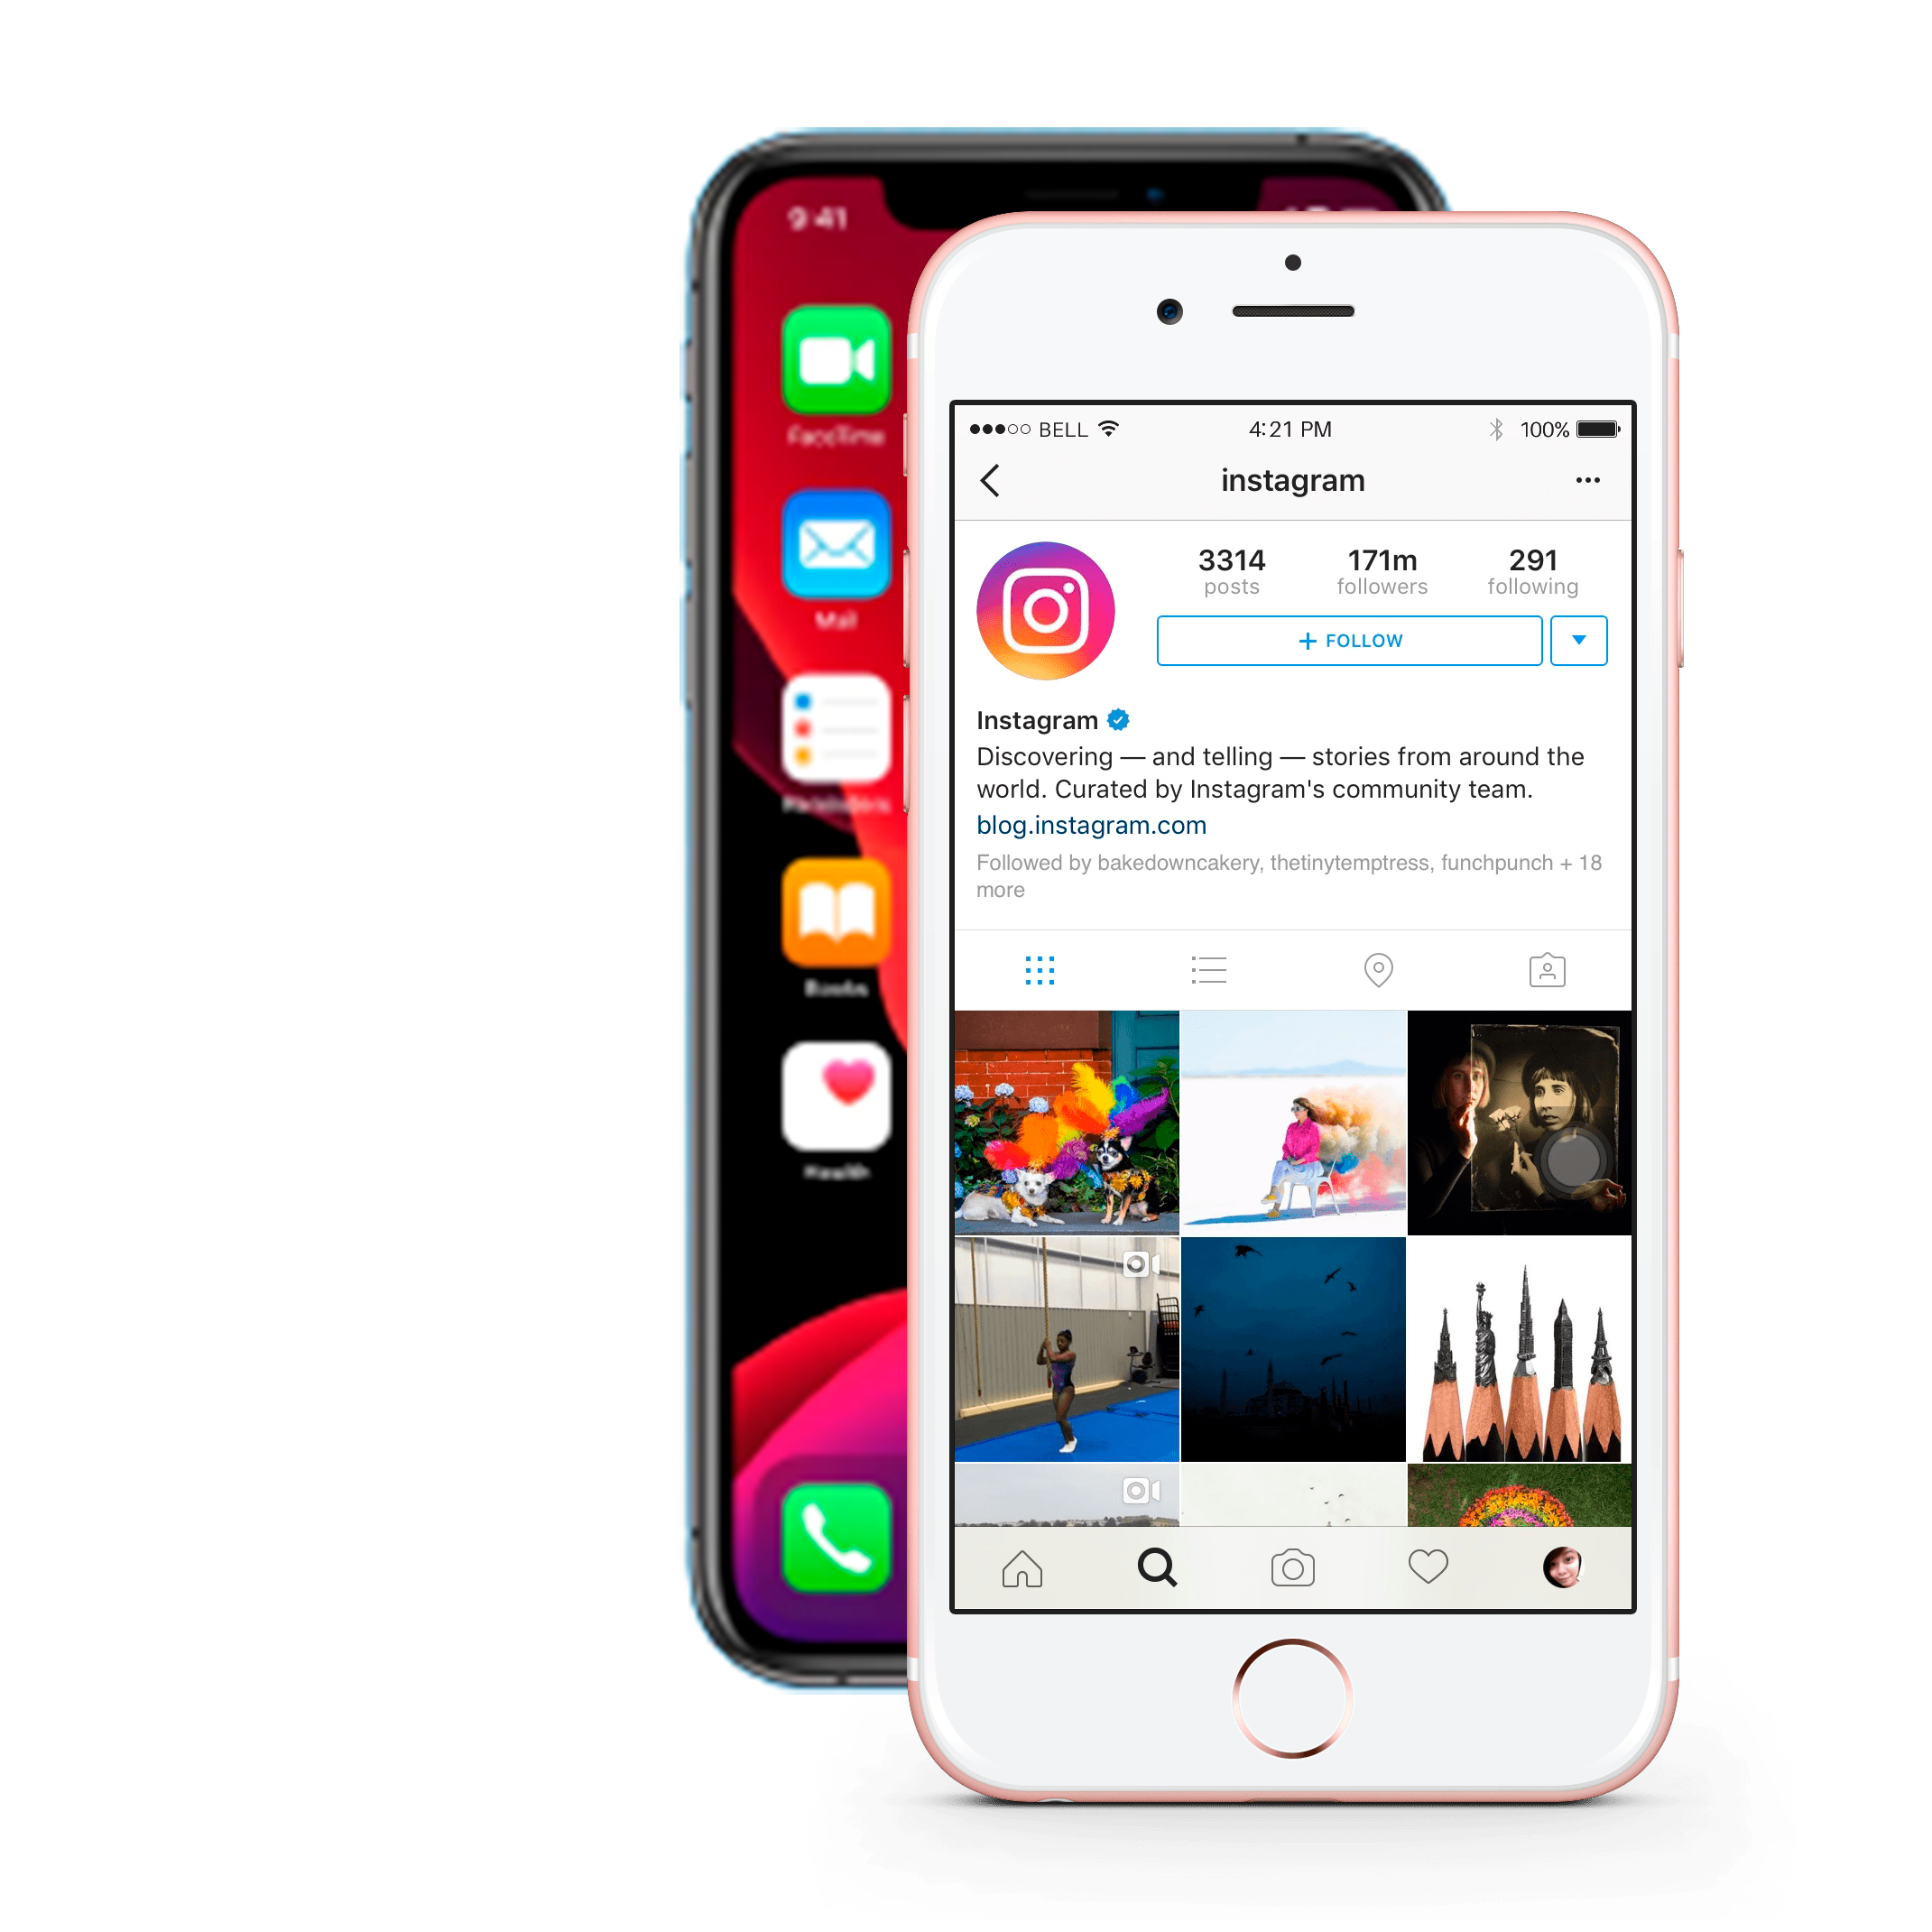 9:41
FaceTime
Mail
Reminders
Books
Health
BELL 4:21 PM 100%
instagram
3314 171m 291
posts followers following
+ FOLLOW
Instagram
Discovering — and telling — stories from around the
world. Curated by Instagram's community team.
blog.instagram.com
Followed by bakedowncakery, thetinytemptress, funchpunch + 18
more